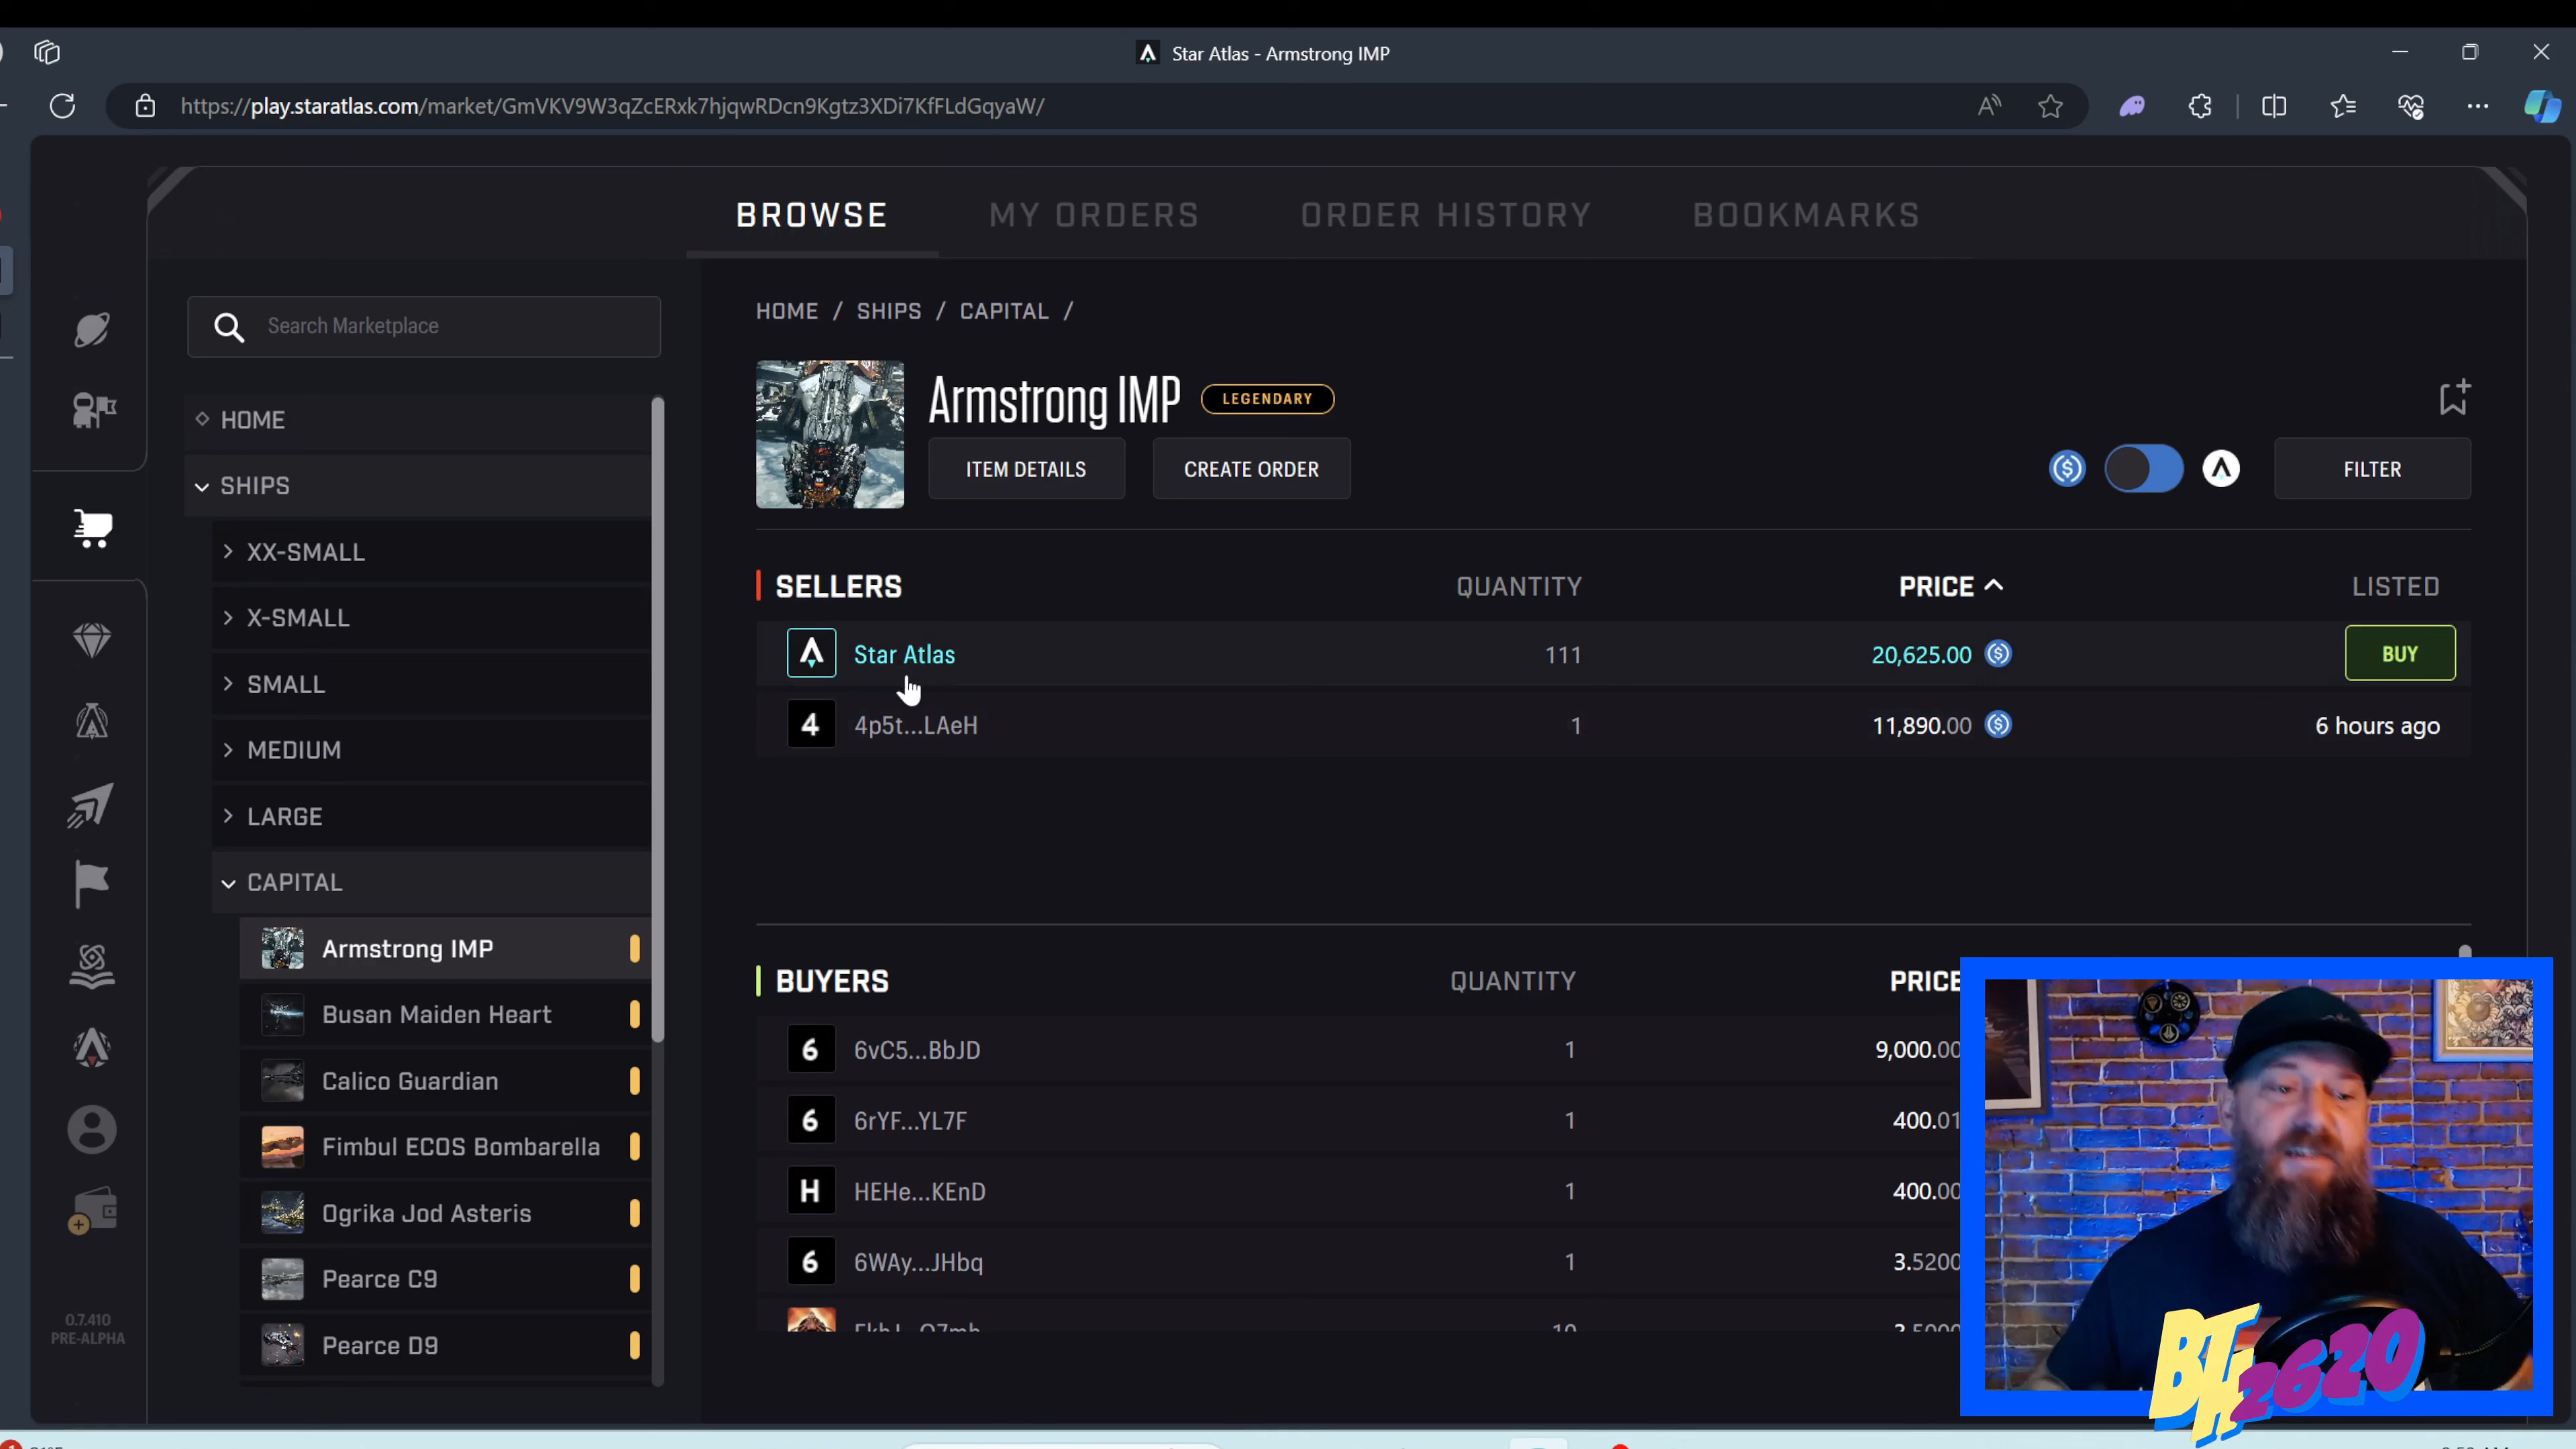 Star Atlas - Armstrong IMP
https://play.staratlas.com/market/GmVKV9W3qZcERxk7hjqwRDcn9Kgtz3XDi7KfFLdGqyaW/
BROWSE MY ORDERS ORDER HISTORY BOOKMARKS
Search Marketplace
HOME
SHIPS
XX-SMALL
X-SMALL
SMALL
MEDIUM
LARGE
CAPITAL
Armstrong IMP
Busan Maiden Heart
Calico Guardian
Fimbul ECOS Bombarella
Ogrika Jod Asteris
Pearce C9
Pearce D9
0.7.410
PRE-ALPHA
HOME / SHIPS / CAPITAL /
Armstrong IMP LEGENDARY
ITEM DETAILS CREATE ORDER FILTER
SELLERS QUANTITY PRICE LISTED
Star Atlas 111 20,625.00 BUY
4 4p5t...LAeH 1 11,890.00 6 hours ago
BUYERS QUANTITY PRICE
6 6vC5...BbJD 1 9,000.00
6 6rYF...YL7F 1 400.01
H HEHe...KEnD 1 400.00
6 6WAy...JHbq 1 3.5200
10
BTH
2620